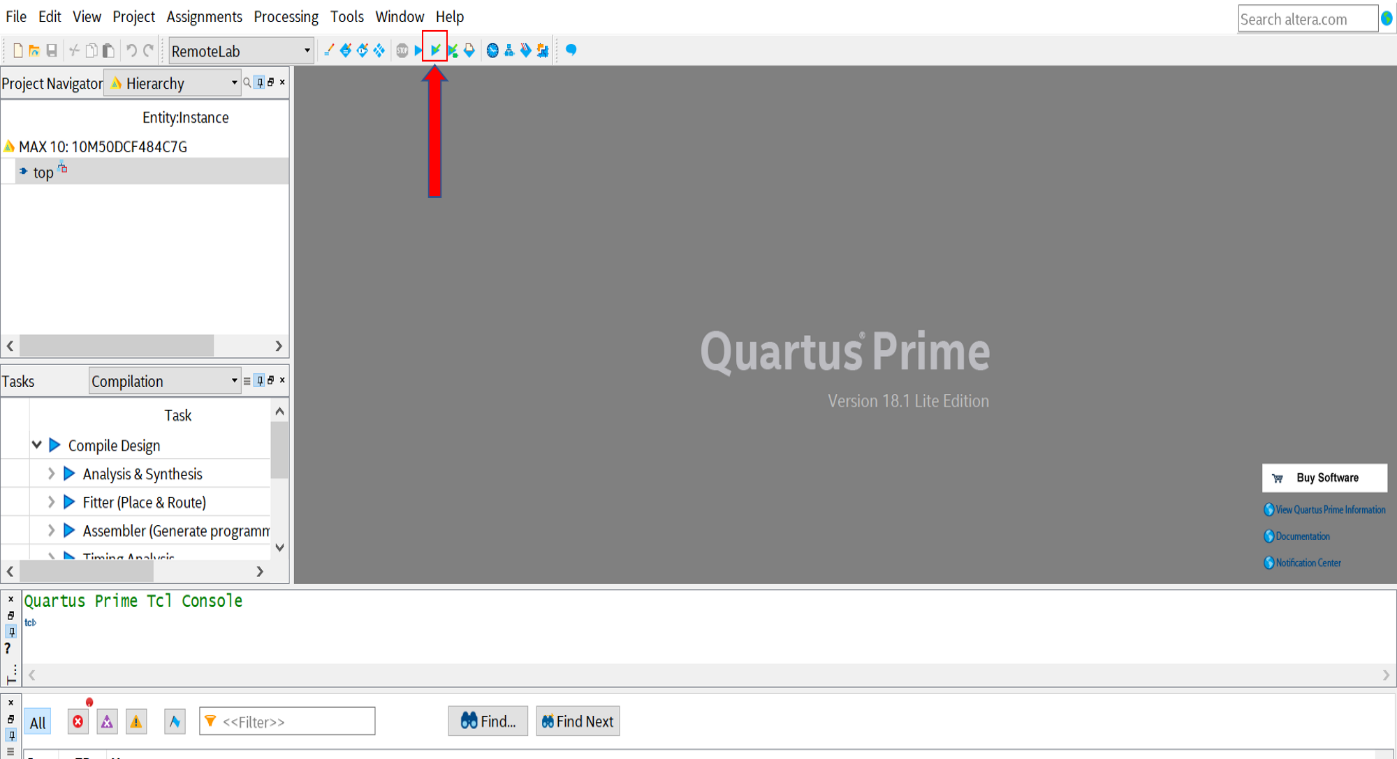 File Edit View Project Assignments Processing Tools Window Help
Search altera.com
RemoteLab
Project Navigator Hierarchy
Entity:Instance
MAX 10: 10M50DCF484C7G
top
Quartus® Prime
Version 18.1 Lite Edition
Tasks Compilation
Task
Compile Design
Analysis & Synthesis
Fitter (Place & Route)
Assembler (Generate programm
Timing Analysis
Buy Software
View Quartus Prime Information
Documentation
Notification Center
Quartus Prime Tcl Console
tcl>
All <<Filter>> Find... Find Next